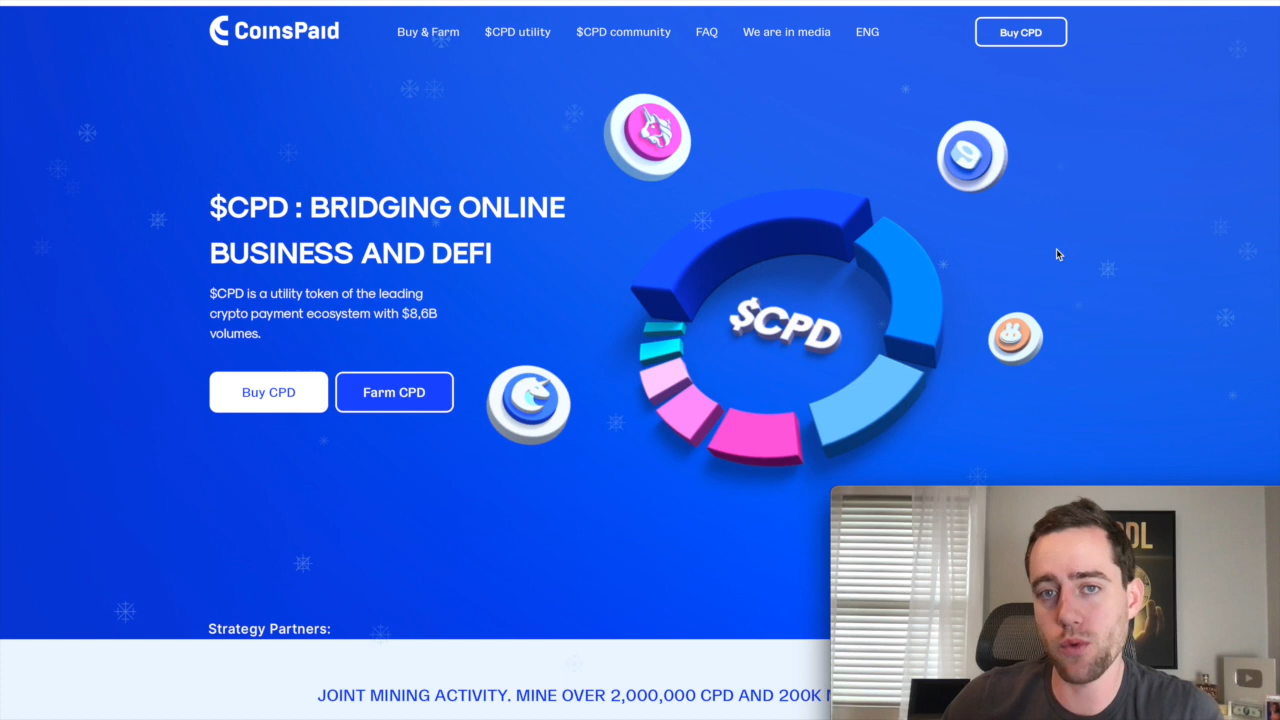 CoinsPaid
Buy & Farm
$CPD utility
$CPD community
FAQ
We are in media
ENG
Buy CPD
$CPD : BRIDGING ONLINE
BUSINESS AND DEFI
$CPD is a utility token of the leading
crypto payment ecosystem with $8,6B
volumes.
Buy CPD
Farm CPD
$CPD
Strategy Partners:
JOINT MINING ACTIVITY. MINE OVER 2,000,000 CPD AND 200K